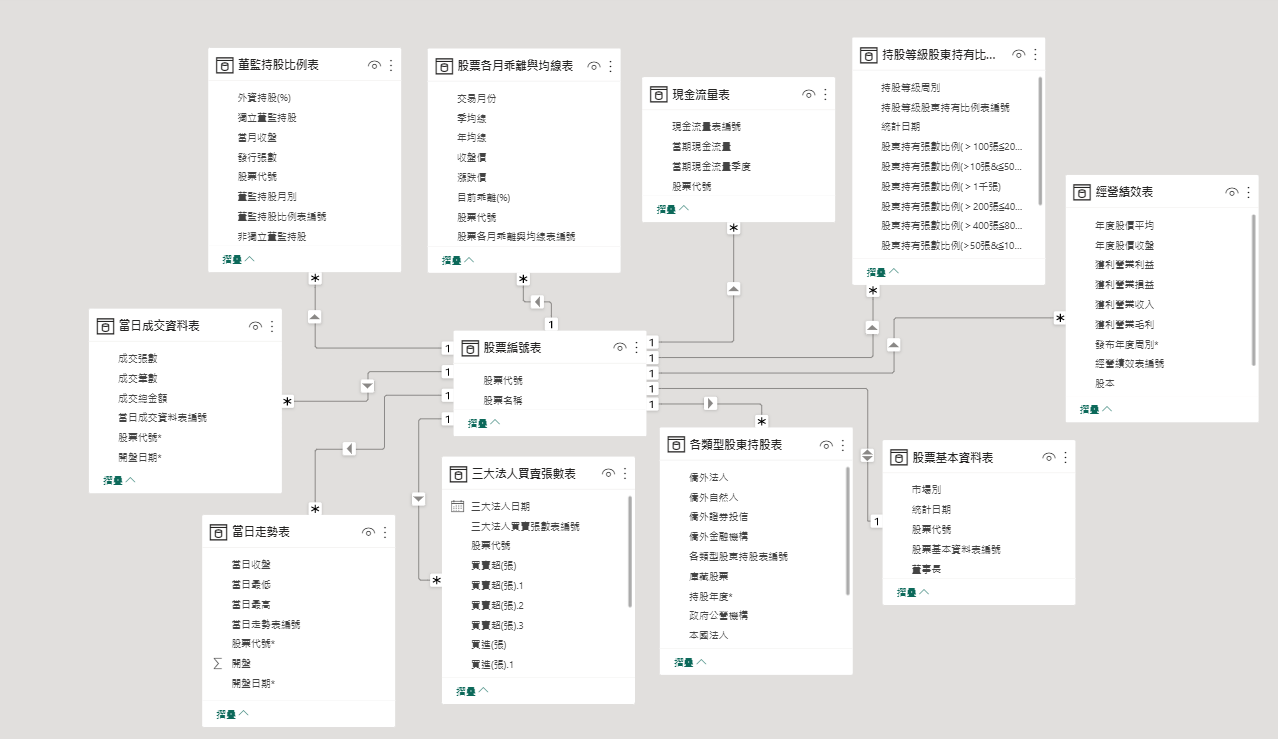 董監持股比例表
外資持股(%)
獨立董監持股
當月收盤
發行張數
股票代號
董監持股月別
董監持股比例表編號
非獨立董監持股
摺疊
*
股票各月乖離與均線表
交易月份
季均線
年均線
收盤價
漲跌價
目前乖離(%)
股票代號
股票各月乖離與均線表編號
摺疊
*
1
現金流量表
現金流量表編號
當期現金流量
當期現金流量季度
股票代號
摺疊
*
持股等級股東持有比...
持股等級周別
持股等級股東持有比例表編號
統計日期
股東持有張數比例(＞100張≦20...
股東持有張數比例(>10張&≦50...
股東持有張數比例(＞1千張)
股東持有張數比例(＞200張≦40...
股東持有張數比例(＞400張≦80...
股東持有張數比例(>50張&≦10...
摺疊
*
經營績效表
年度股價平均
年度股價收盤
獲利營業利益
獲利營業損益
獲利營業收入
獲利營業毛利
發布年度周別*
經營績效表編號
股本
摺疊
*
當日成交資料表
成交張數
成交筆數
成交總金額
當日成交資料表編號
股票代號*
開盤日期*
摺疊
*
股票編號表
股票代號
股票名稱
摺疊
1
1
1
1
1
1
1
1
1
當日走勢表
當日收盤
當日最低
當日最高
當日走勢表編號
股票代號*
開盤
開盤日期*
摺疊
*
三大法人買賣張數表
三大法人日期
三大法人買賣張數表編號
股票代號
買賣超(張)
買賣超(張).1
買賣超(張).2
買賣超(張).3
買進(張)
買進(張).1
摺疊
*
各類型股東持股表
僑外法人
僑外自然人
僑外證券投信
僑外金融機構
各類型股東持股表編號
庫藏股票
持股年度*
政府公營機構
本國法人
摺疊
*
股票基本資料表
市場別
統計日期
股票代號
股票基本資料表編號
董事長
摺疊
1